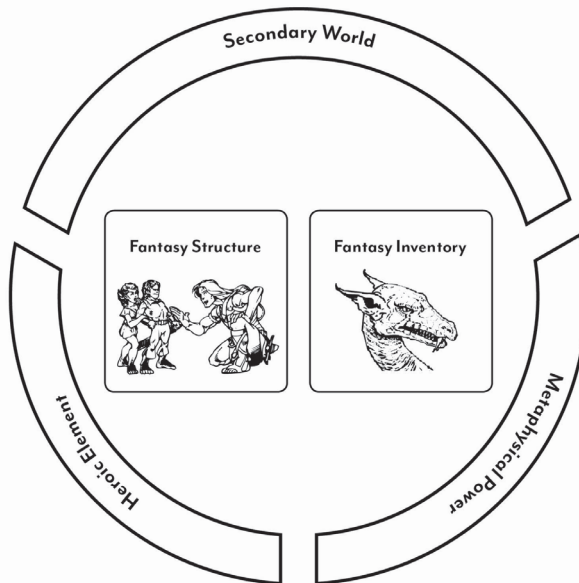 Secondary World
Fantasy Structure
Fantasy Inventory
Heroic Element
Metaphysical Power